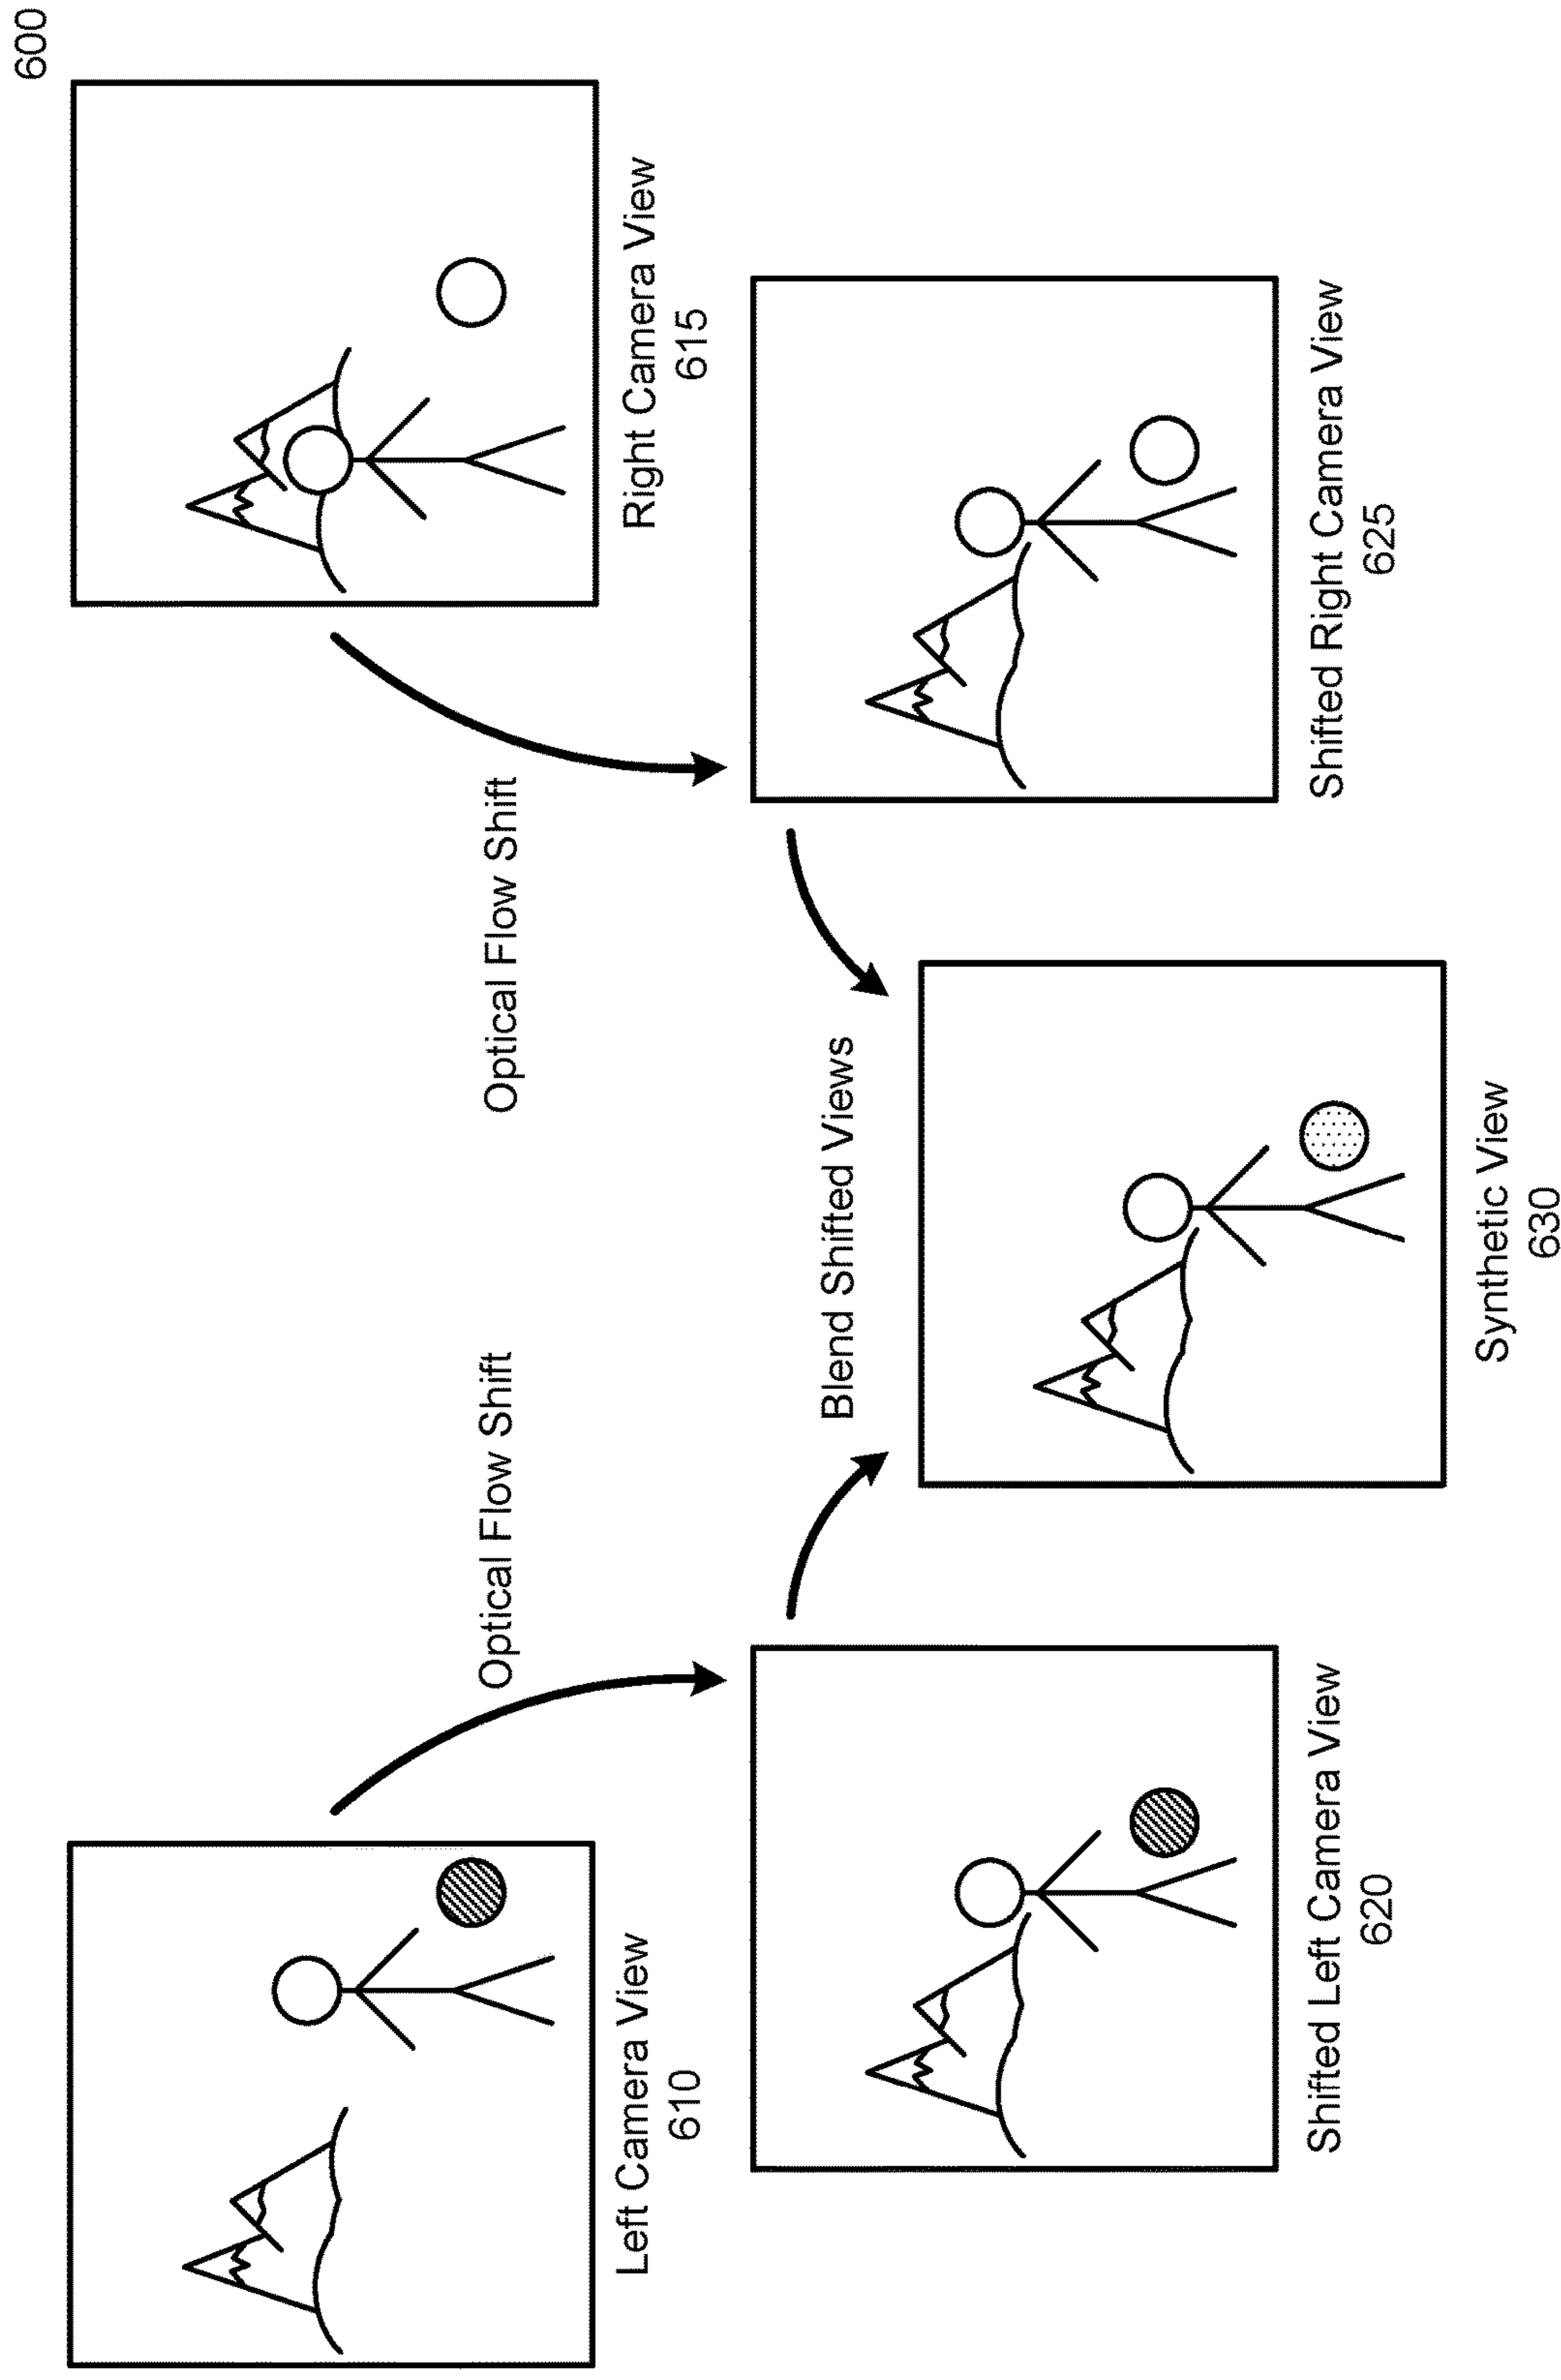 600
Left Camera View
610
Right Camera View
615
Optical Flow Shift
Optical Flow Shift
Blend Shifted Views
Shifted Left Camera View
620
Shifted Right Camera View
625
Synthetic View
630